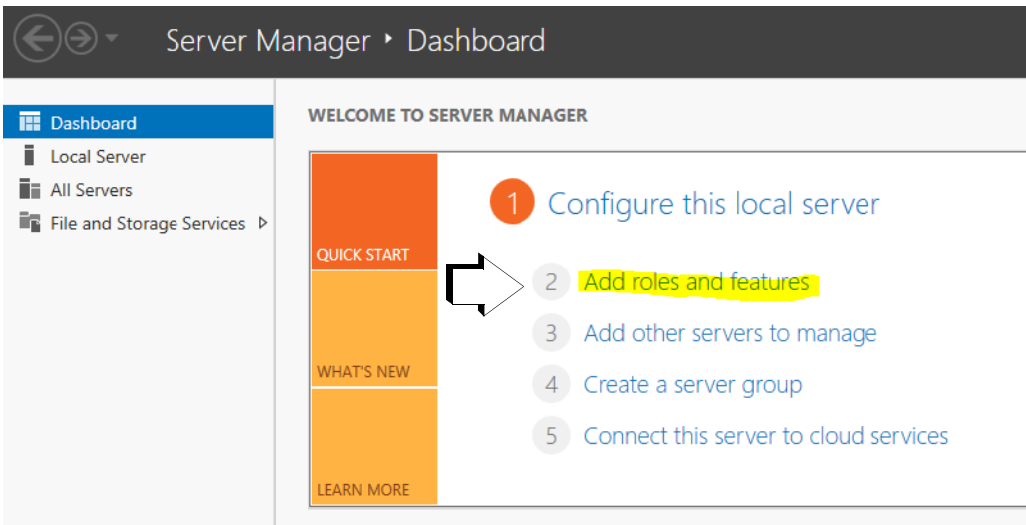 Server Manager ‣ Dashboard
Dashboard
Local Server
All Servers
File and Storage Services
WELCOME TO SERVER MANAGER
QUICK START
WHAT'S NEW
LEARN MORE
1 Configure this local server
2 Add roles and features
3 Add other servers to manage
4 Create a server group
5 Connect this server to cloud services